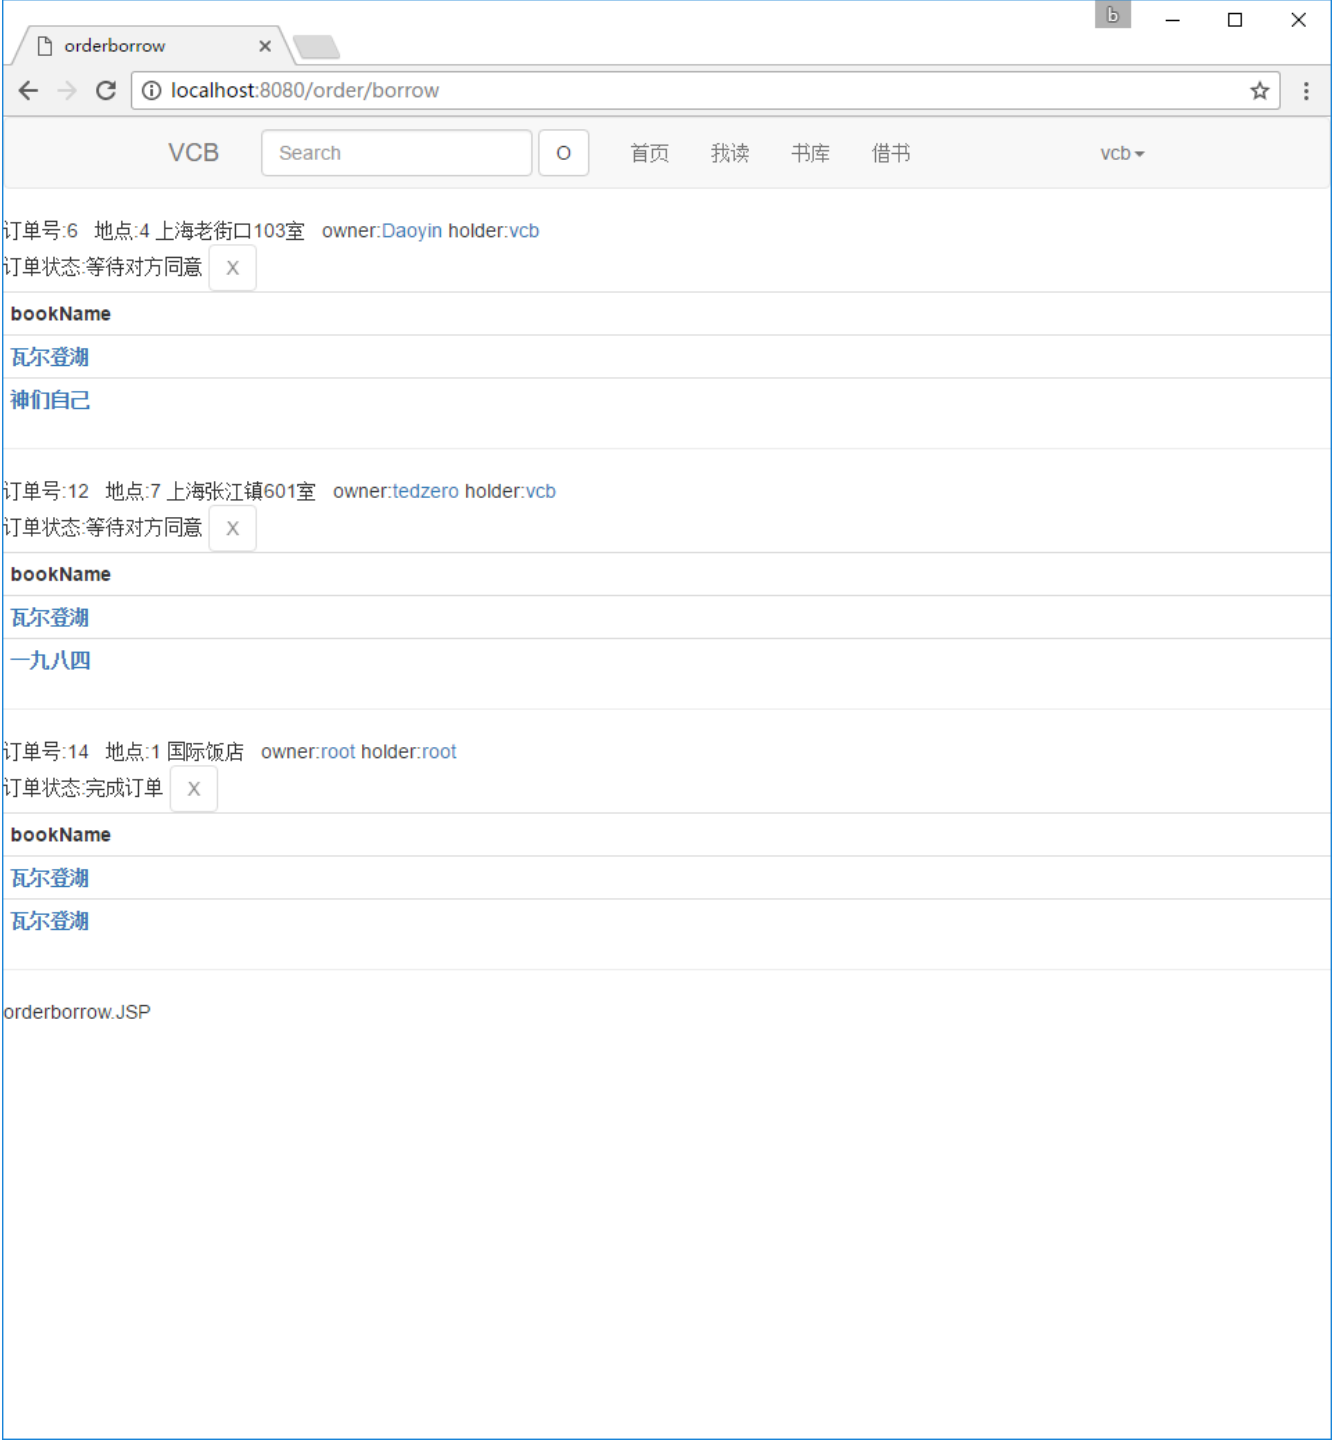 b
orderborrow
localhost:8080/order/borrow
VCB Search O 首页 我读 书库 借书 vcb
订单号:6 地点:4 上海老街口103室 owner:Daoyin holder:vcb
订单状态:等待对方同意 X
bookName
瓦尔登湖
神们自己
订单号:12 地点:7 上海张江镇601室 owner:tedzero holder:vcb
订单状态:等待对方同意 X
bookName
瓦尔登湖
一九八四
订单号:14 地点:1 国际饭店 owner:root holder:root
订单状态:完成订单 X
bookName
瓦尔登湖
瓦尔登湖
orderborrow.JSP